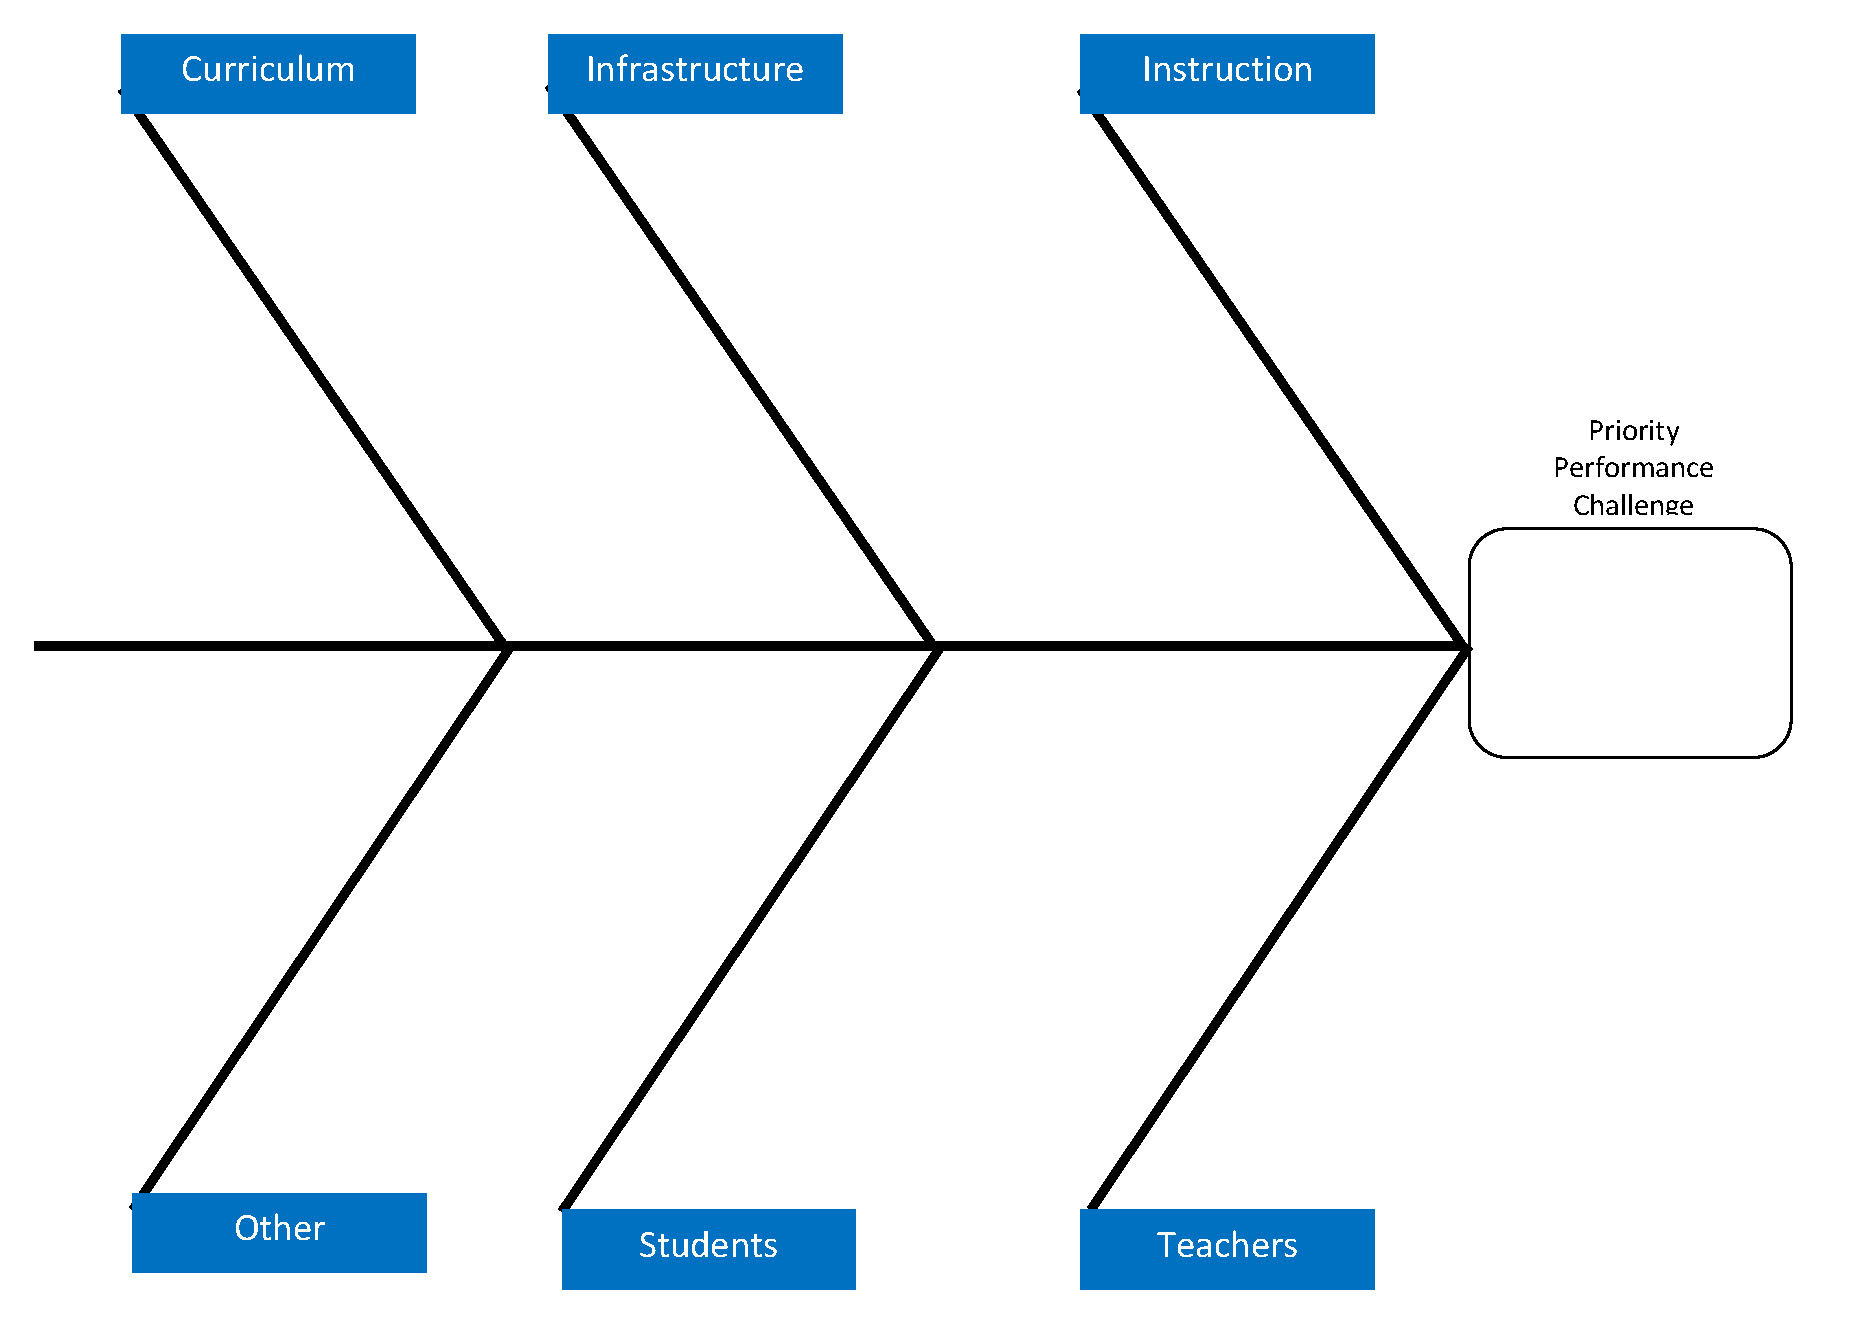 Curriculum
Infrastructure
Instruction
Priority
Performance
Challenge
Other
Students
Teachers